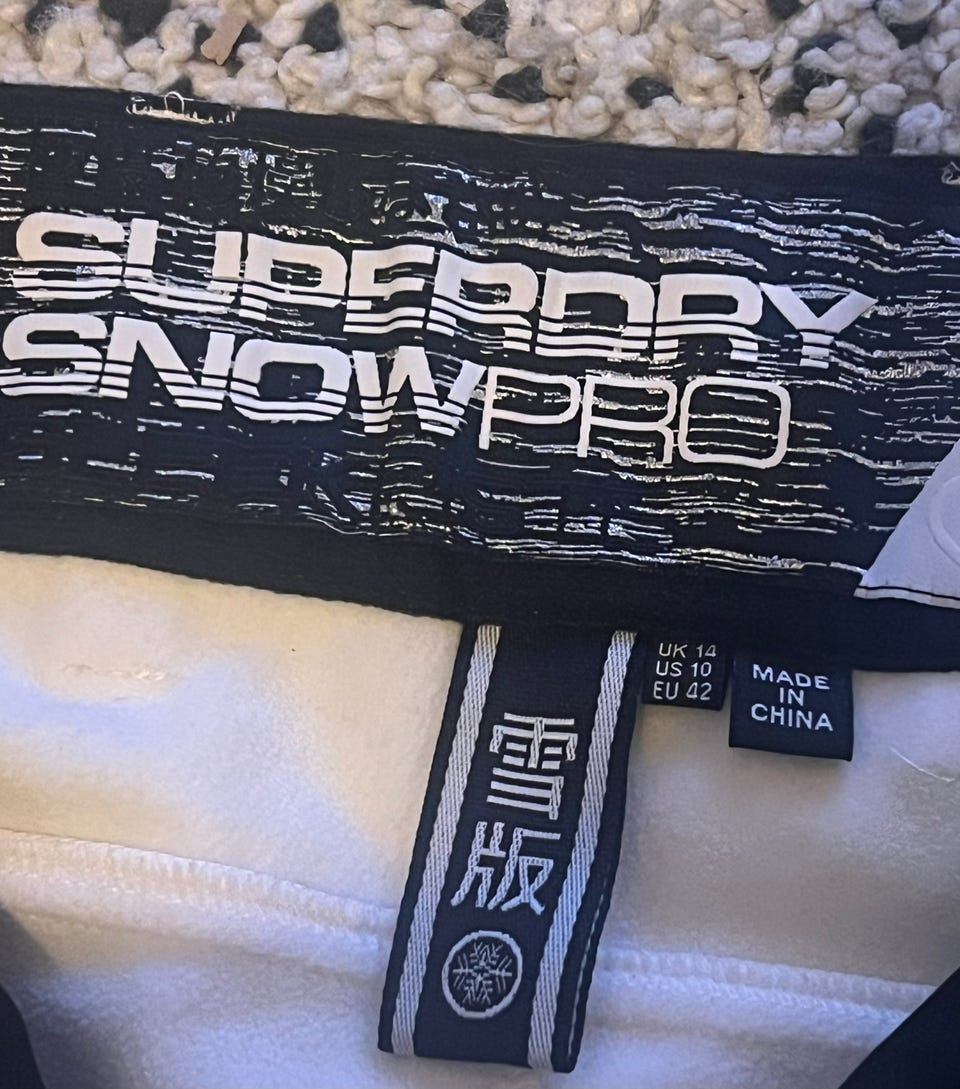 SUPERDRY
SNOWPRO
UK 14
US 10
EU 42
MADE
IN
CHINA
雪
版